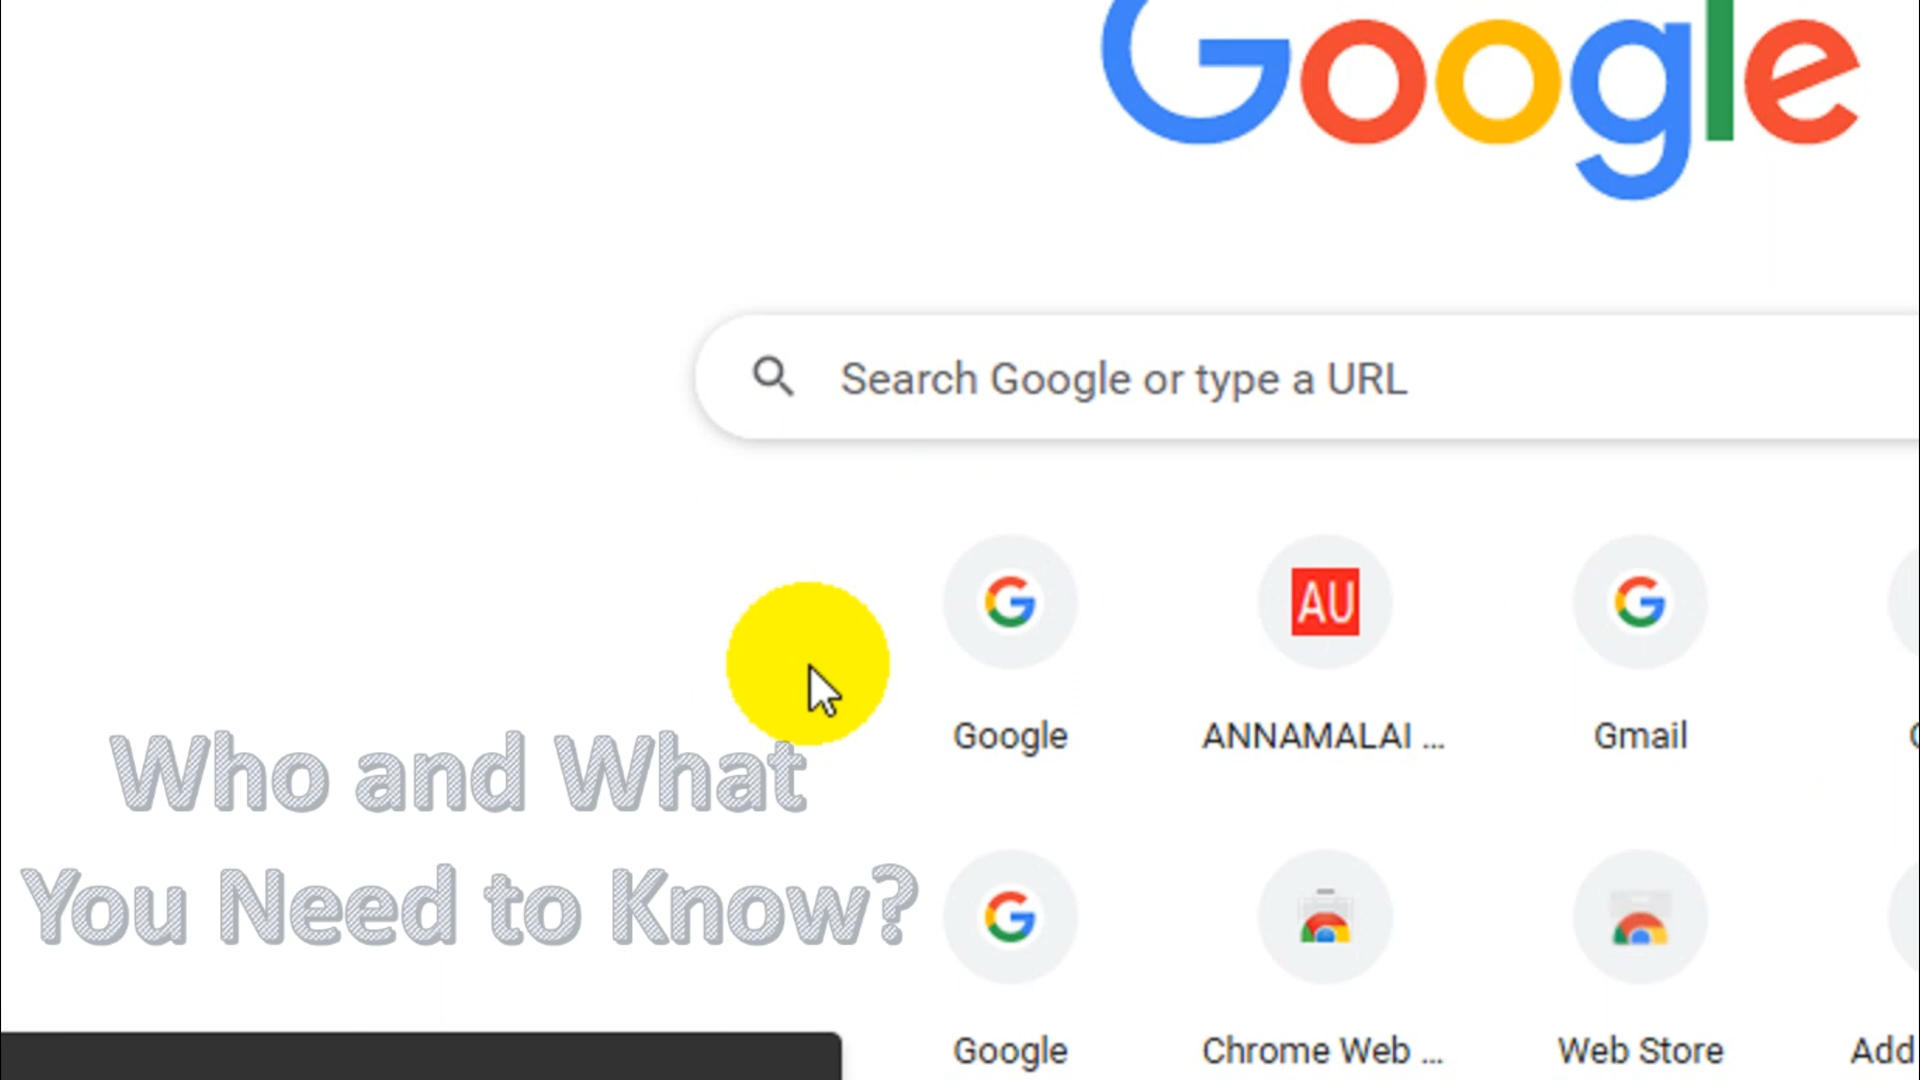 Google
Search Google or type a URL
AU
Google
ANNAMALAI ...
Gmail
Who and What
You Need to Know?
Google
Chrome Web ...
Web Store
Add